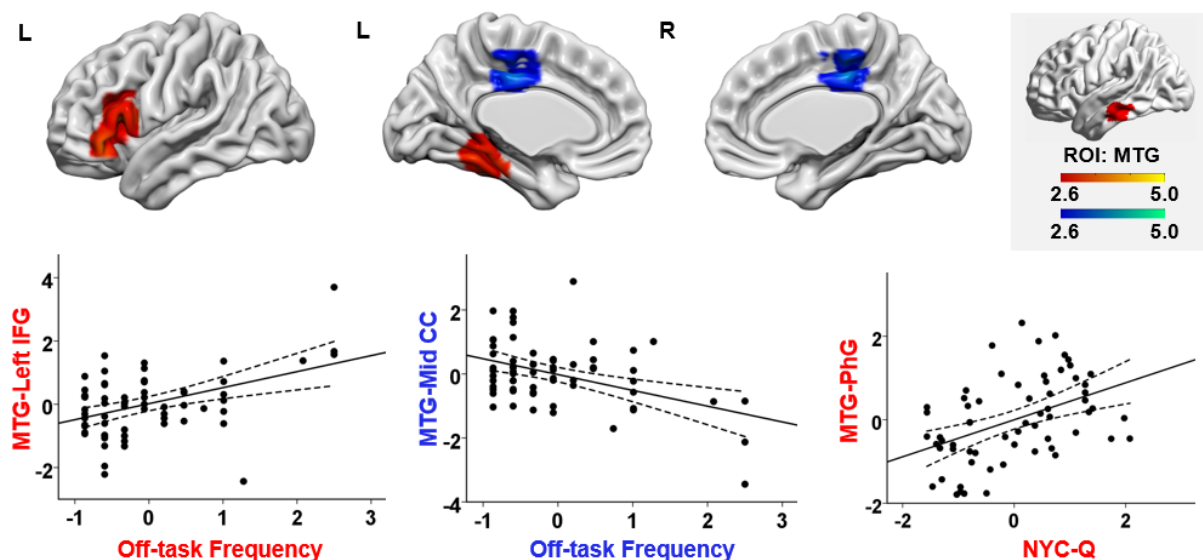 L
L
R
ROI: MTG
2.6 5.0
2.6 5.0
MTG-Left IFG
4
2
0
-2
-1 0 1 2 3
Off-task Frequency
MTG-Mid CC
2
0
-2
-4
-1 0 1 2 3
Off-task Frequency
MTG-PhG
2
0
-2
-2 0 2
NYC-Q